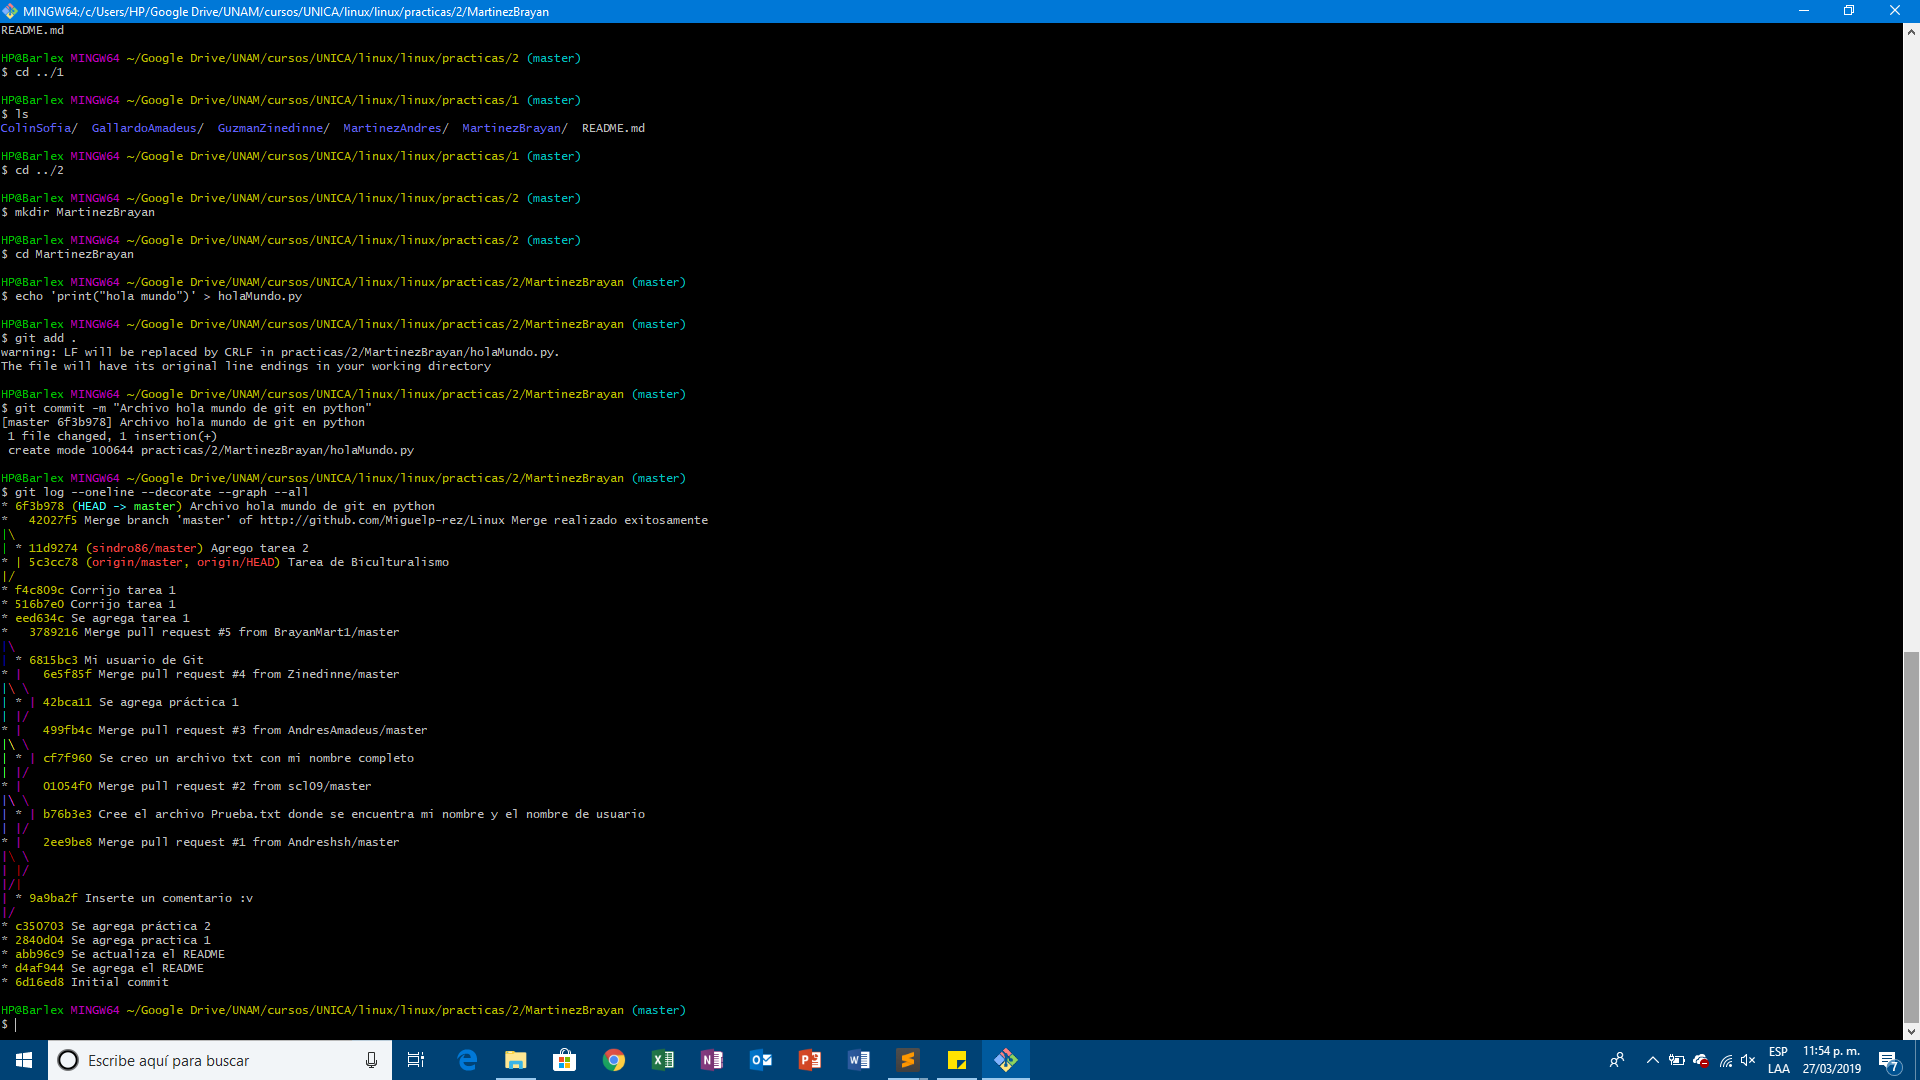 MINGW64:/c/Users/HP/Google Drive/UNAM/cursos/UNICA/linux/linux/practicas/2/MartinezBrayan
README.md
HP@Barlex MINGW64 ~/Google Drive/UNAM/cursos/UNICA/linux/linux/practicas/2 (master)
$ cd ../1
HP@Barlex MINGW64 ~/Google Drive/UNAM/cursos/UNICA/linux/linux/practicas/1 (master)
$ ls
ColinSofia/  GallardoAmadeus/  GuzmanZinedinne/  MartinezAndres/  MartinezBrayan/  README.md
HP@Barlex MINGW64 ~/Google Drive/UNAM/cursos/UNICA/linux/linux/practicas/1 (master)
$ cd ../2
HP@Barlex MINGW64 ~/Google Drive/UNAM/cursos/UNICA/linux/linux/practicas/2 (master)
$ mkdir MartinezBrayan
HP@Barlex MINGW64 ~/Google Drive/UNAM/cursos/UNICA/linux/linux/practicas/2 (master)
$ cd MartinezBrayan
HP@Barlex MINGW64 ~/Google Drive/UNAM/cursos/UNICA/linux/linux/practicas/2/MartinezBrayan (master)
$ echo 'print("hola mundo")' > holaMundo.py
HP@Barlex MINGW64 ~/Google Drive/UNAM/cursos/UNICA/linux/linux/practicas/2/MartinezBrayan (master)
$ git add .
warning: LF will be replaced by CRLF in practicas/2/MartinezBrayan/holaMundo.py.
The file will have its original line endings in your working directory
HP@Barlex MINGW64 ~/Google Drive/UNAM/cursos/UNICA/linux/linux/practicas/2/MartinezBrayan (master)
$ git commit -m "Archivo hola mundo de git en python"
[master 6f3b978] Archivo hola mundo de git en python
 1 file changed, 1 insertion(+)
 create mode 100644 practicas/2/MartinezBrayan/holaMundo.py
HP@Barlex MINGW64 ~/Google Drive/UNAM/cursos/UNICA/linux/linux/practicas/2/MartinezBrayan (master)
$ git log --oneline --decorate --graph --all
* 6f3b978 (HEAD -> master) Archivo hola mundo de git en python
*   42027f5 Merge branch 'master' of http://github.com/Miguelp-rez/Linux Merge realizado exitosamente
|\
| * 11d9274 (sindro86/master) Agrego tarea 2
* | 5c3cc78 (origin/master, origin/HEAD) Tarea de Biculturalismo
|/
* f4c809c Corrijo tarea 1
* 516b7e0 Corrijo tarea 1
* eed634c Se agrega tarea 1
*   3789216 Merge pull request #5 from BrayanMart1/master
|\
| * 6815bc3 Mi usuario de Git
* |   6e5f85f Merge pull request #4 from Zinedinne/master
|\ \
| * | 42bca11 Se agrega práctica 1
| |/
* |   499fb4c Merge pull request #3 from AndresAmadeus/master
|\ \
| * | cf7f960 Se creo un archivo txt con mi nombre completo
| |/
* |   01054f0 Merge pull request #2 from scl09/master
|\ \
| * | b76b3e3 Cree el archivo Prueba.txt donde se encuentra mi nombre y el nombre de usuario
| |/
* |   2ee9be8 Merge pull request #1 from Andreshsh/master
|\ \
| |/
|/|
| * 9a9ba2f Inserte un comentario :v
|/
* c350703 Se agrega práctica 2
* 2840d04 Se agrega practica 1
* abb96c9 Se actualiza el README
* d4af944 Se agrega el README
* 6d16ed8 Initial commit
HP@Barlex MINGW64 ~/Google Drive/UNAM/cursos/UNICA/linux/linux/practicas/2/MartinezBrayan (master)
$
Escribe aquí para buscar
ESP
LAA
11:54 p. m.
27/03/2019
7